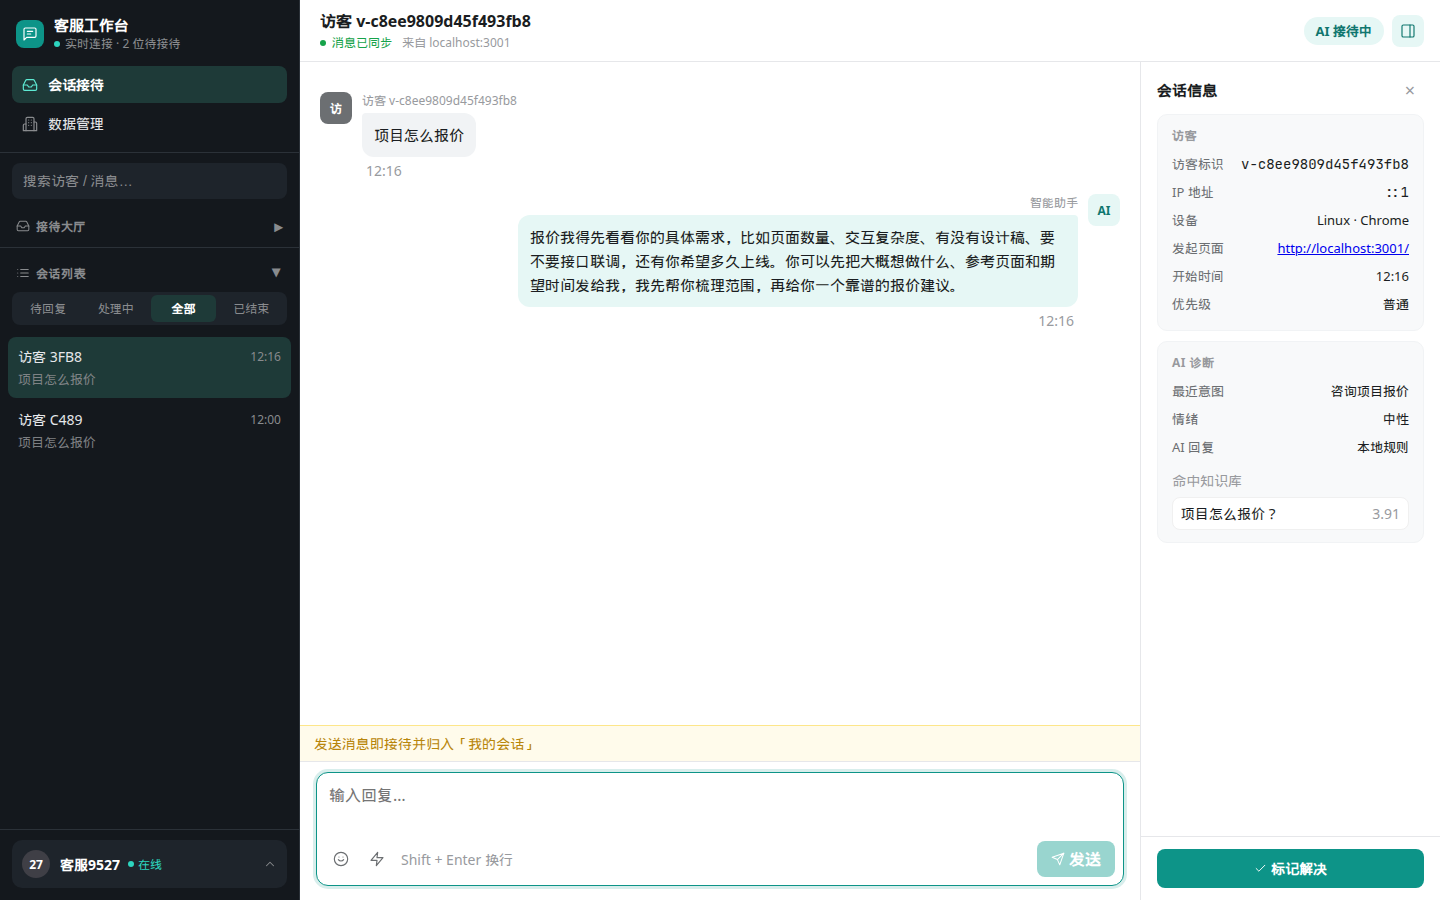 客服工作台
实时连接 · 2 位待接待
会话接待
数据管理
搜索访客 / 消息...
接待大厅
会话列表
待回复 处理中 全部 已结束
访客 3FB8 12:16
项目怎么报价
访客 C489 12:00
项目怎么报价
27 客服9527 在线
访客 v-c8ee9809d45f493fb8
消息已同步 来自 localhost:3001
AI 接待中
访
访客 v-c8ee9809d45f493fb8
项目怎么报价
12:16
智能助手
AI
报价我得先看看你的具体需求，比如页面数量、交互复杂度、有没有设计稿、要
不要接口联调，还有你希望多久上线。你可以先把大概想做什么、参考页面和期
望时间发给我，我先帮你梳理范围，再给你一个靠谱的报价建议。
12:16
发送消息即接待并归入「我的会话」
输入回复...
Shift + Enter 换行
发送
会话信息
访客
访客标识 v-c8ee9809d45f493fb8
IP 地址 ::1
设备 Linux · Chrome
发起页面 http://localhost:3001/
开始时间 12:16
优先级 普通
AI 诊断
最近意图 咨询项目报价
情绪 中性
AI 回复 本地规则
命中知识库
项目怎么报价？ 3.91
标记解决